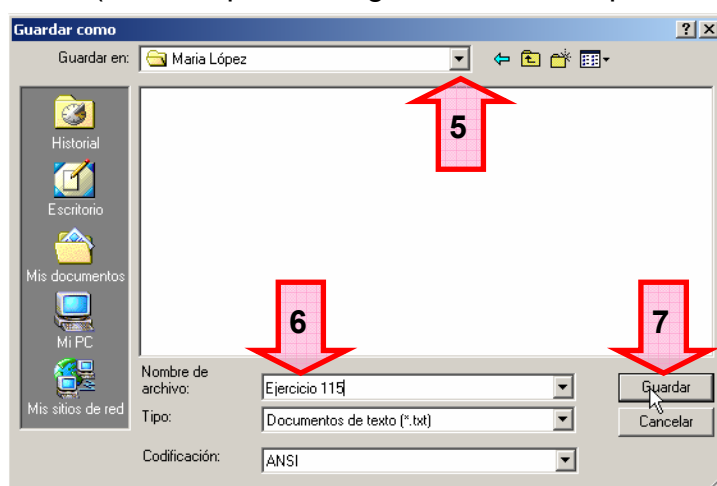 Guardar como
Guardar en: Maria López
5
Historial
Escritorio
Mis documentos
Mi PC
Mis sitios de red
6
7
Nombre de archivo: Ejercicio 115 Guardar
Tipo: Documentos de texto (*.txt) Cancelar
Codificación: ANSI